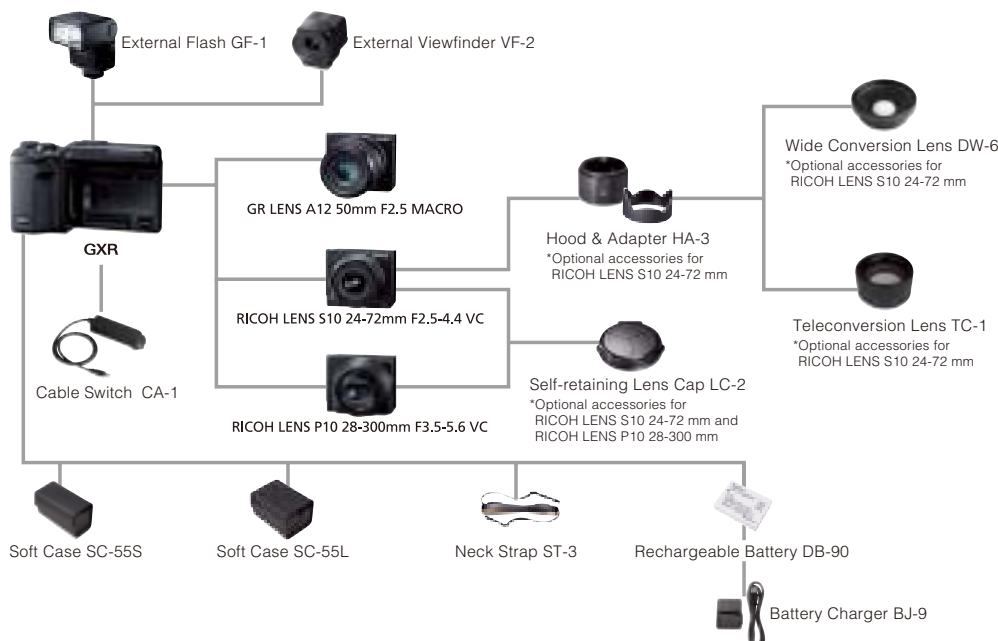 External Flash GF-1
External Viewfinder VF-2
GXR
Cable Switch CA-1
GR LENS A12 50mm F2.5 MACRO
RICOH LENS S10 24-72mm F2.5-4.4 VC
RICOH LENS P10 28-300mm F3.5-5.6 VC
Hood & Adapter HA-3
*Optional accessories for
RICOH LENS S10 24-72 mm
Self-retaining Lens Cap LC-2
*Optional accessories for
RICOH LENS S10 24-72 mm and
RICOH LENS P10 28-300 mm
Wide Conversion Lens DW-6
*Optional accessories for
RICOH LENS S10 24-72 mm
Teleconversion Lens TC-1
*Optional accessories for
RICOH LENS S10 24-72 mm
Soft Case SC-55S
Soft Case SC-55L
Neck Strap ST-3
Rechargeable Battery DB-90
Battery Charger BJ-9